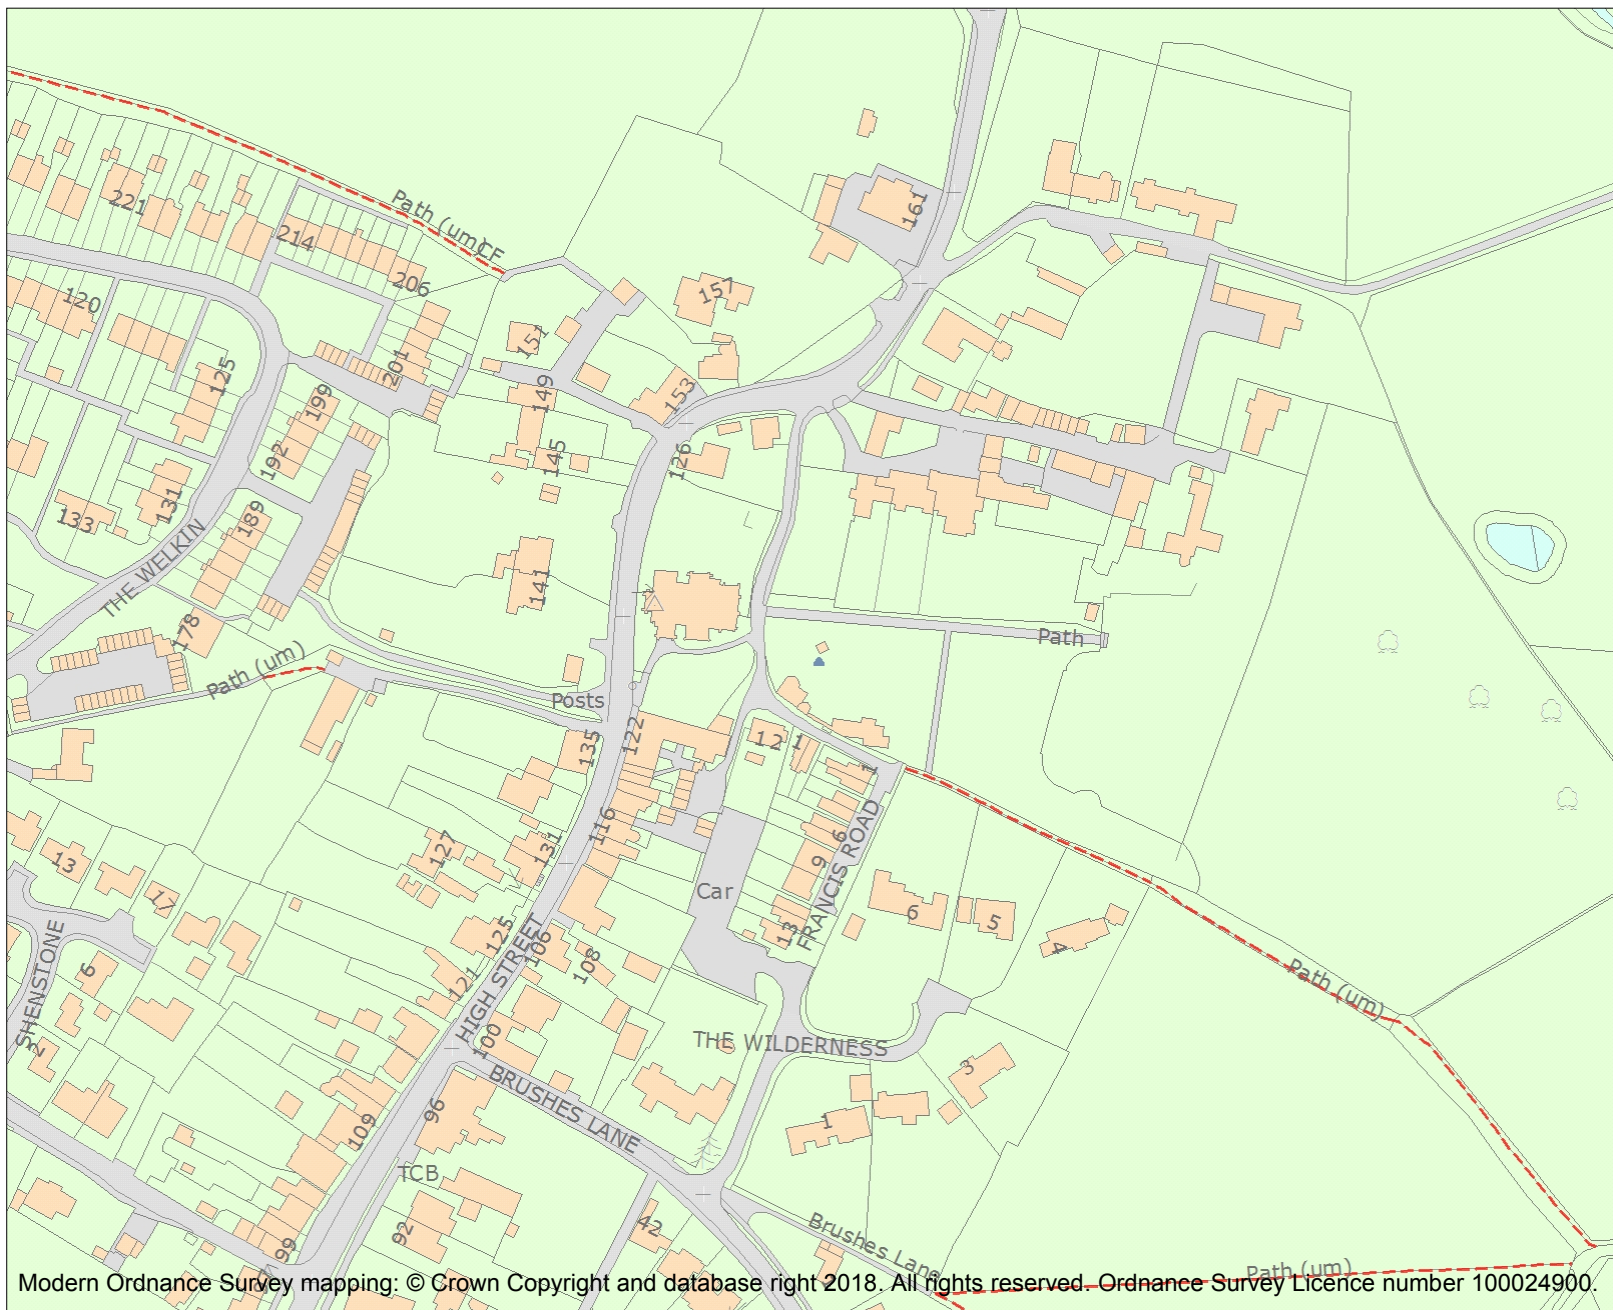 Path (um)
CF
221
214
206
161
157
120
151
201
125
199
149
153
192
145
126
131
133
189
THE WELKIN
141
178
Path
Path (um)
Posts
122
135
12
1
1
116
6
127
131
13
9
FRANCIS ROAD
Car
17
6
5
125
106
13
4
SHENSTONE
6
108
121
HIGH STREET
Path (um)
2
100
THE WILDERNESS
3
BRUSHES LANE
96
109
1
TCB
92
42
Brushes Lane
99
Path (um)
Modern Ordnance Survey mapping: © Crown Copyright and database right 2018. All rights reserved. Ordnance Survey Licence number 100024900.